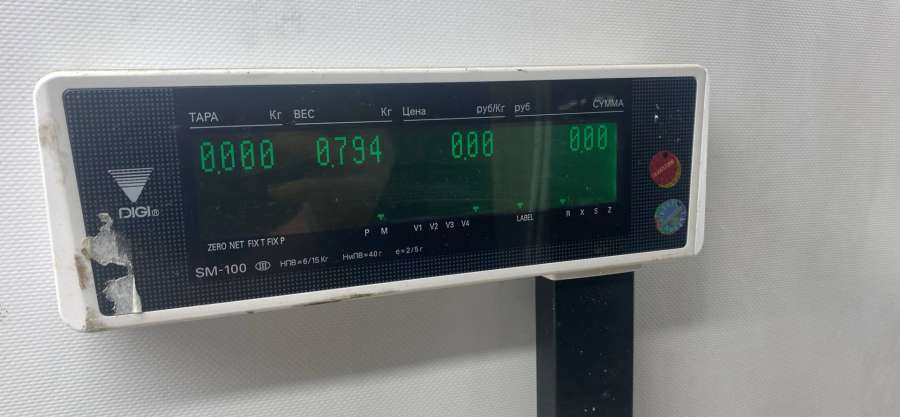 ТАРА Кг ВЕС Кг Цена руб/Кг руб СУММА
0.000 0.794 0.00 0.00
DIGI®
P M V1 V2 V3 V4 LABEL R X S Z
ZERO NET FIX T FIX P
SM-100 НПВ=6/15 Кг НмПВ=40 г e=2/5 г